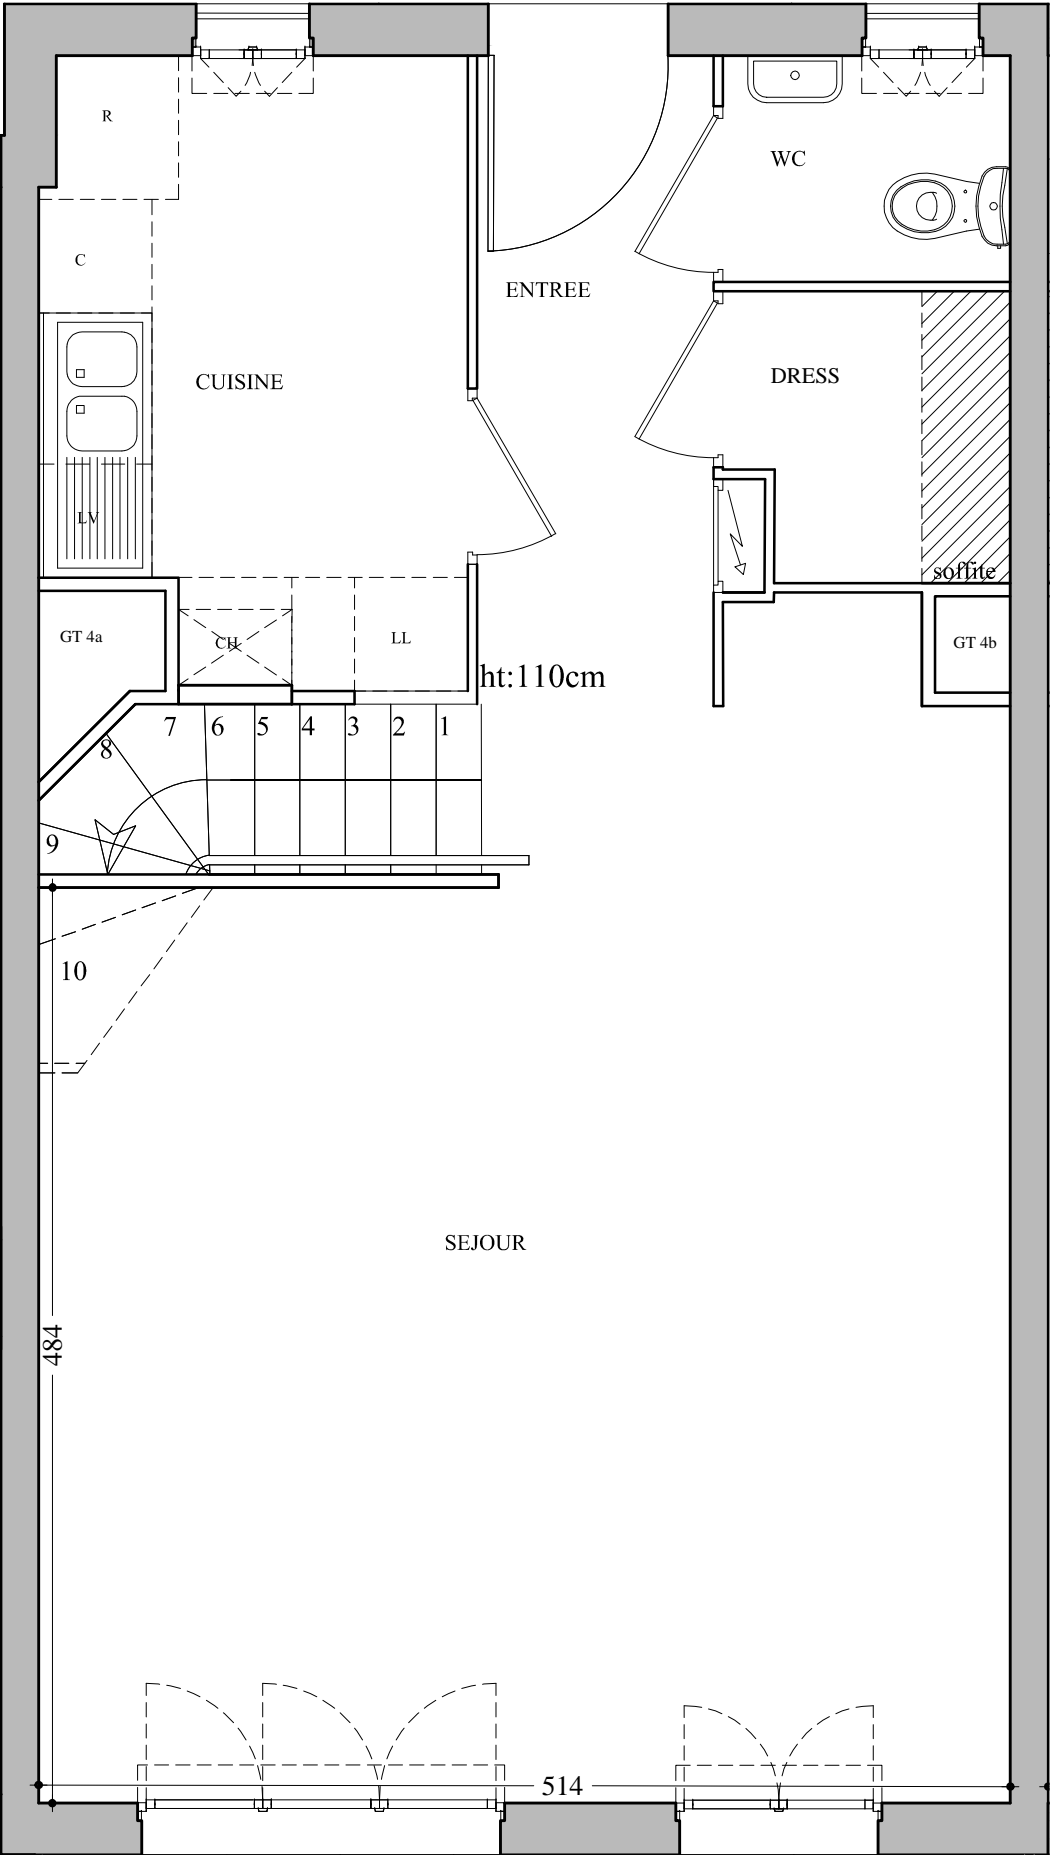 R
WC
C
ENTREE
CUISINE
DRESS
LV
soffite
GT 4a
CH
LL
GT 4b
ht:110cm
7 6 5 4 3 2 1
8
9
10
SEJOUR
484
514